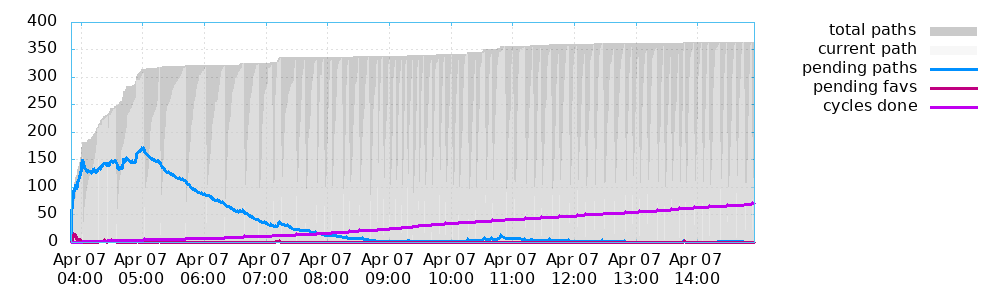 400
350
300
250
200
150
100
50
0
Apr 07 Apr 07 Apr 07 Apr 07 Apr 07 Apr 07 Apr 07 Apr 07 Apr 07 Apr 07 Apr 07
04:00 05:00 06:00 07:00 08:00 09:00 10:00 11:00 12:00 13:00 14:00
total paths
current path
pending paths
pending favs
cycles done